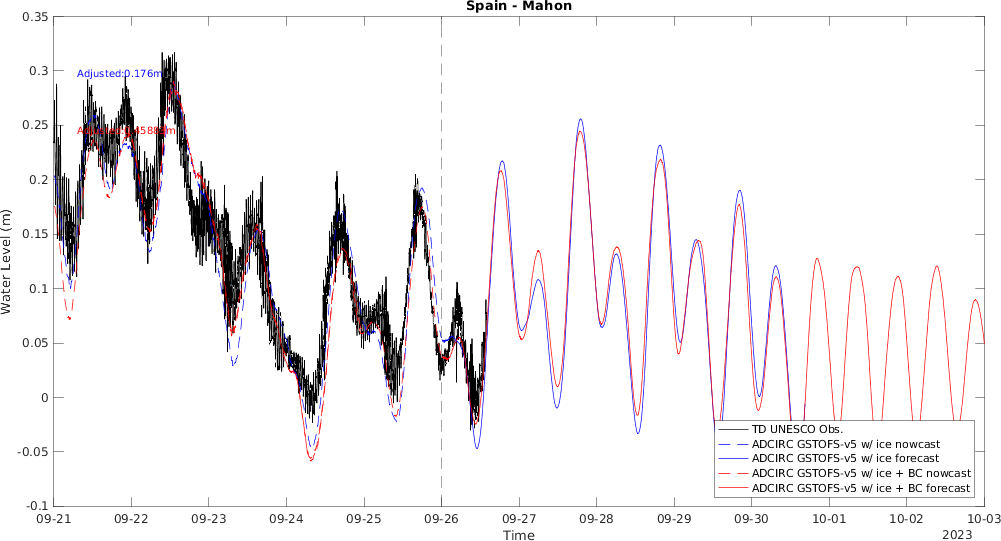 Spain - Mahon
0.35
0.3
0.25
0.2
0.15
0.1
0.05
0
-0.05
-0.1
Water Level (m)
Adjusted:0.176m
TD UNESCO Obs.
ADCIRC GSTOFS-v5 w/ ice nowcast
ADCIRC GSTOFS-v5 w/ ice forecast
ADCIRC GSTOFS-v5 w/ ice + BC nowcast
ADCIRC GSTOFS-v5 w/ ice + BC forecast
09-21 09-22 09-23 09-24 09-25 09-26 09-27 09-28 09-29 09-30 10-01 10-02 10-03
Time
2023